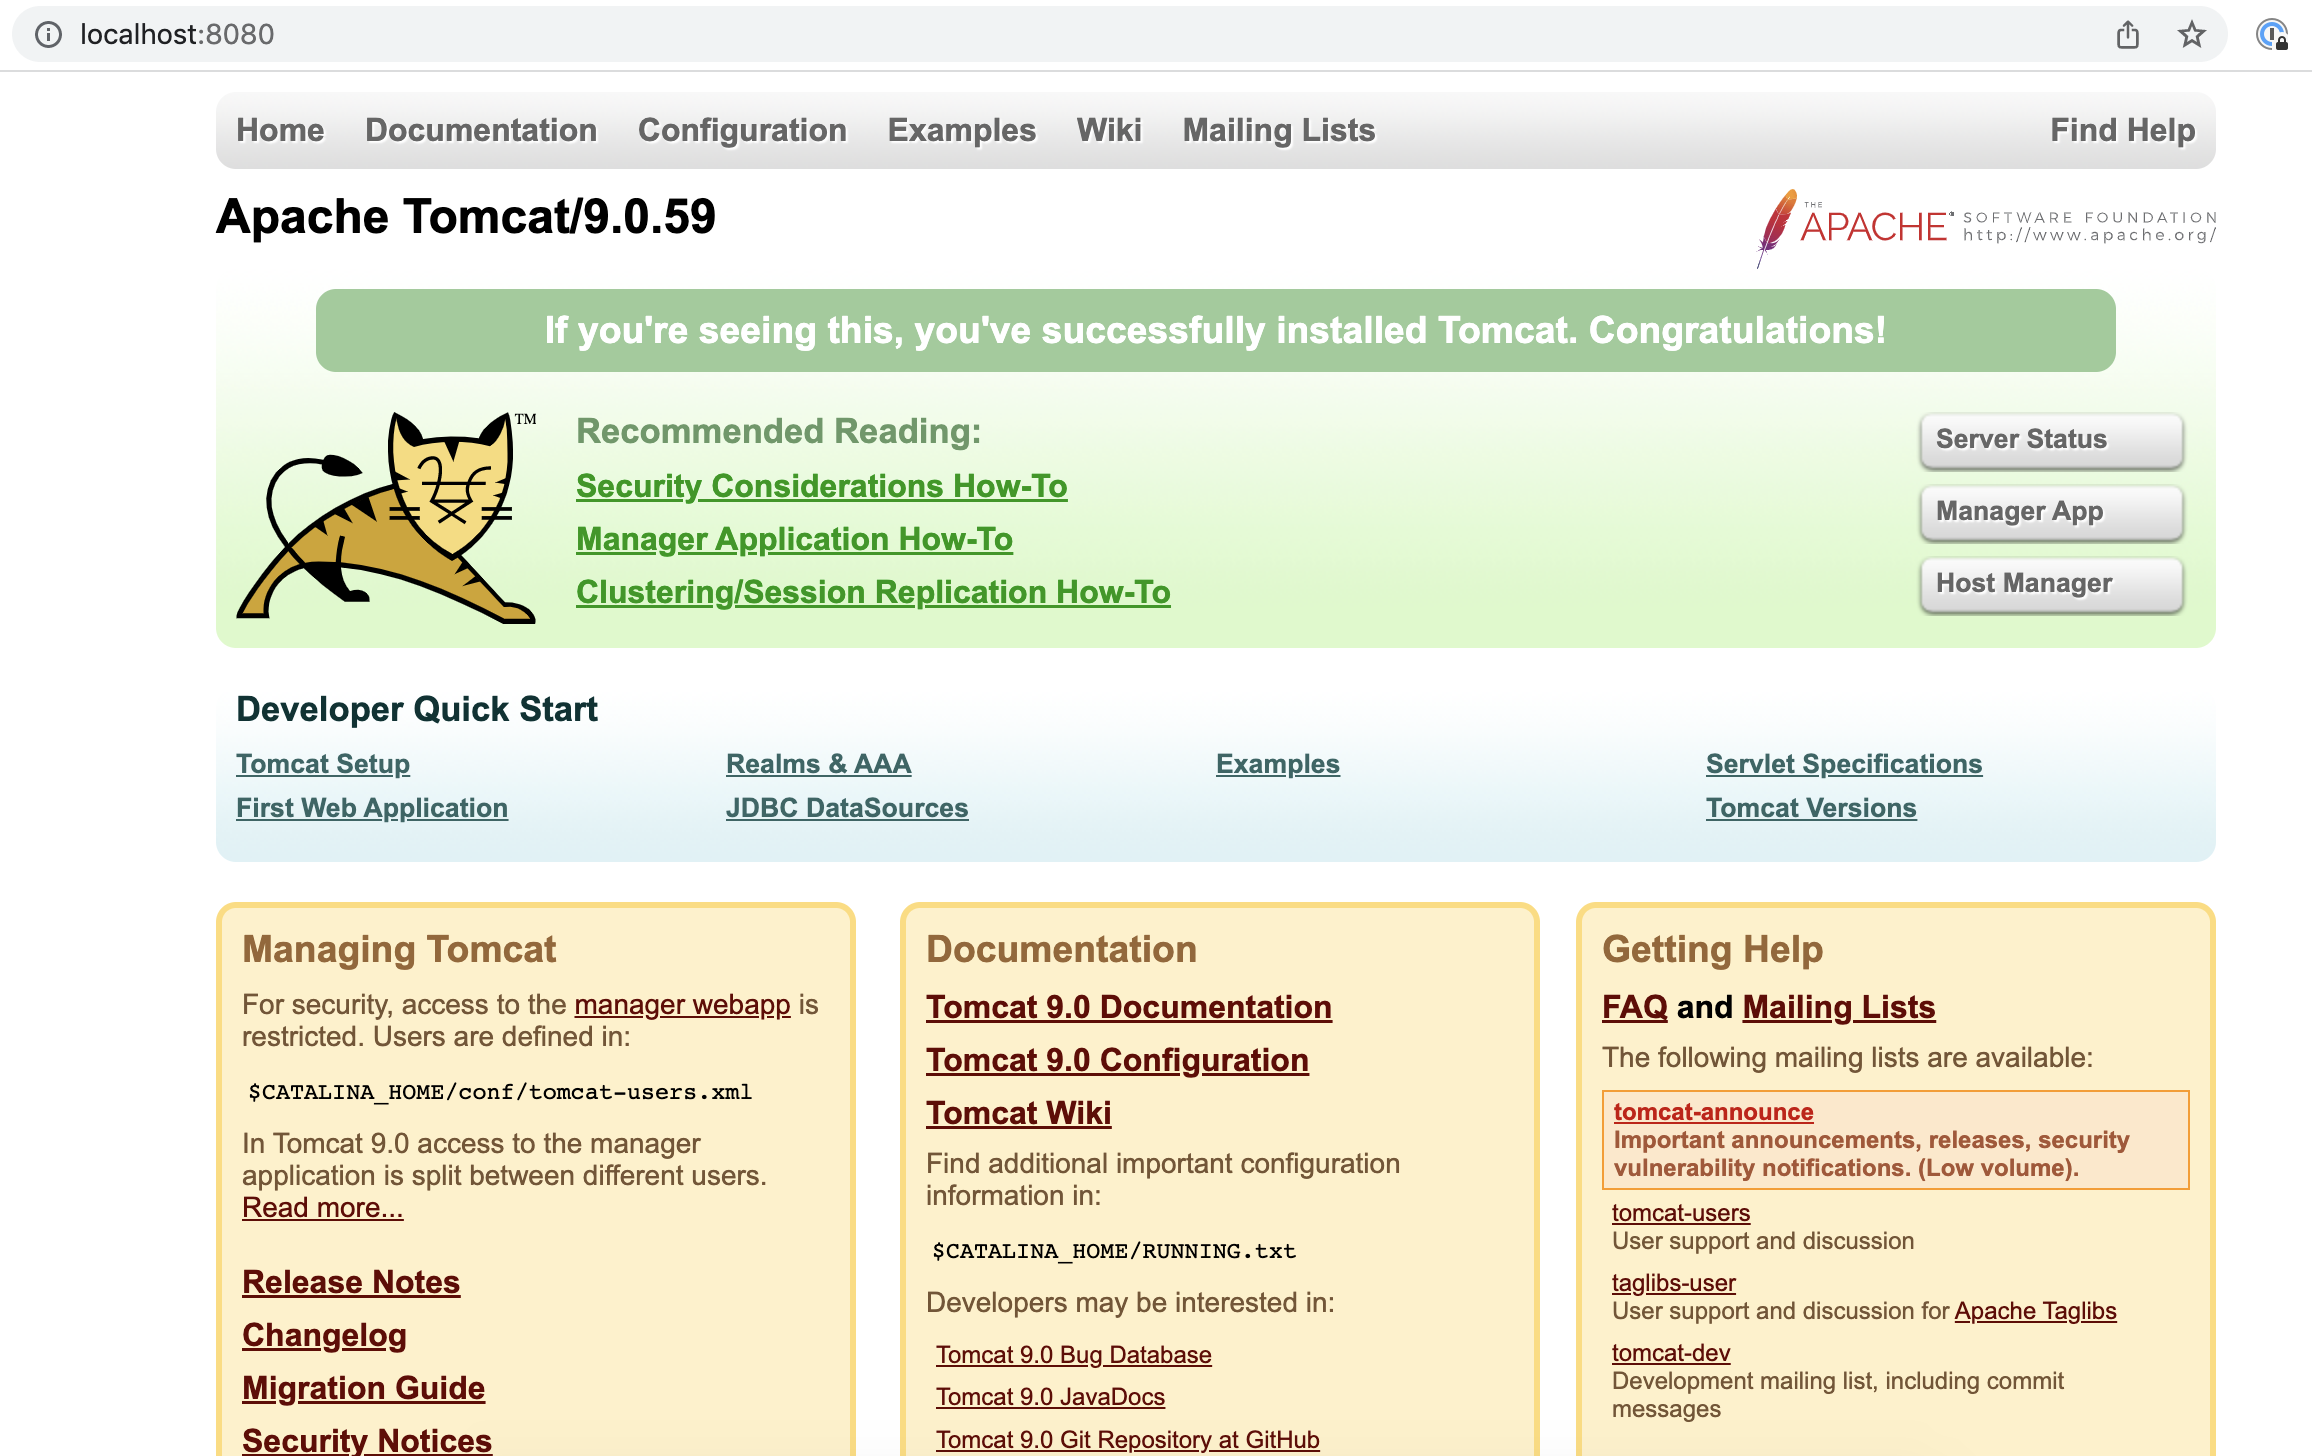 localhost:8080
Home Documentation Configuration Examples Wiki Mailing Lists Find Help
Apache Tomcat/9.0.59
THE APACHE® SOFTWARE FOUNDATION
http://www.apache.org/
If you're seeing this, you've successfully installed Tomcat. Congratulations!
TM
Recommended Reading:
Security Considerations How-To
Manager Application How-To
Clustering/Session Replication How-To
Server Status
Manager App
Host Manager
Developer Quick Start
Tomcat Setup
First Web Application
Realms & AAA
JDBC DataSources
Examples
Servlet Specifications
Tomcat Versions
Managing Tomcat
For security, access to the manager webapp is
restricted. Users are defined in:
$CATALINA_HOME/conf/tomcat-users.xml
In Tomcat 9.0 access to the manager
application is split between different users.
Read more...
Release Notes
Changelog
Migration Guide
Security Notices
Documentation
Tomcat 9.0 Documentation
Tomcat 9.0 Configuration
Tomcat Wiki
Find additional important configuration
information in:
$CATALINA_HOME/RUNNING.txt
Developers may be interested in:
Tomcat 9.0 Bug Database
Tomcat 9.0 JavaDocs
Tomcat 9.0 Git Repository at GitHub
Getting Help
FAQ and Mailing Lists
The following mailing lists are available:
tomcat-announce
Important announcements, releases, security
vulnerability notifications. (Low volume).
tomcat-users
User support and discussion
taglibs-user
User support and discussion for Apache Taglibs
tomcat-dev
Development mailing list, including commit
messages